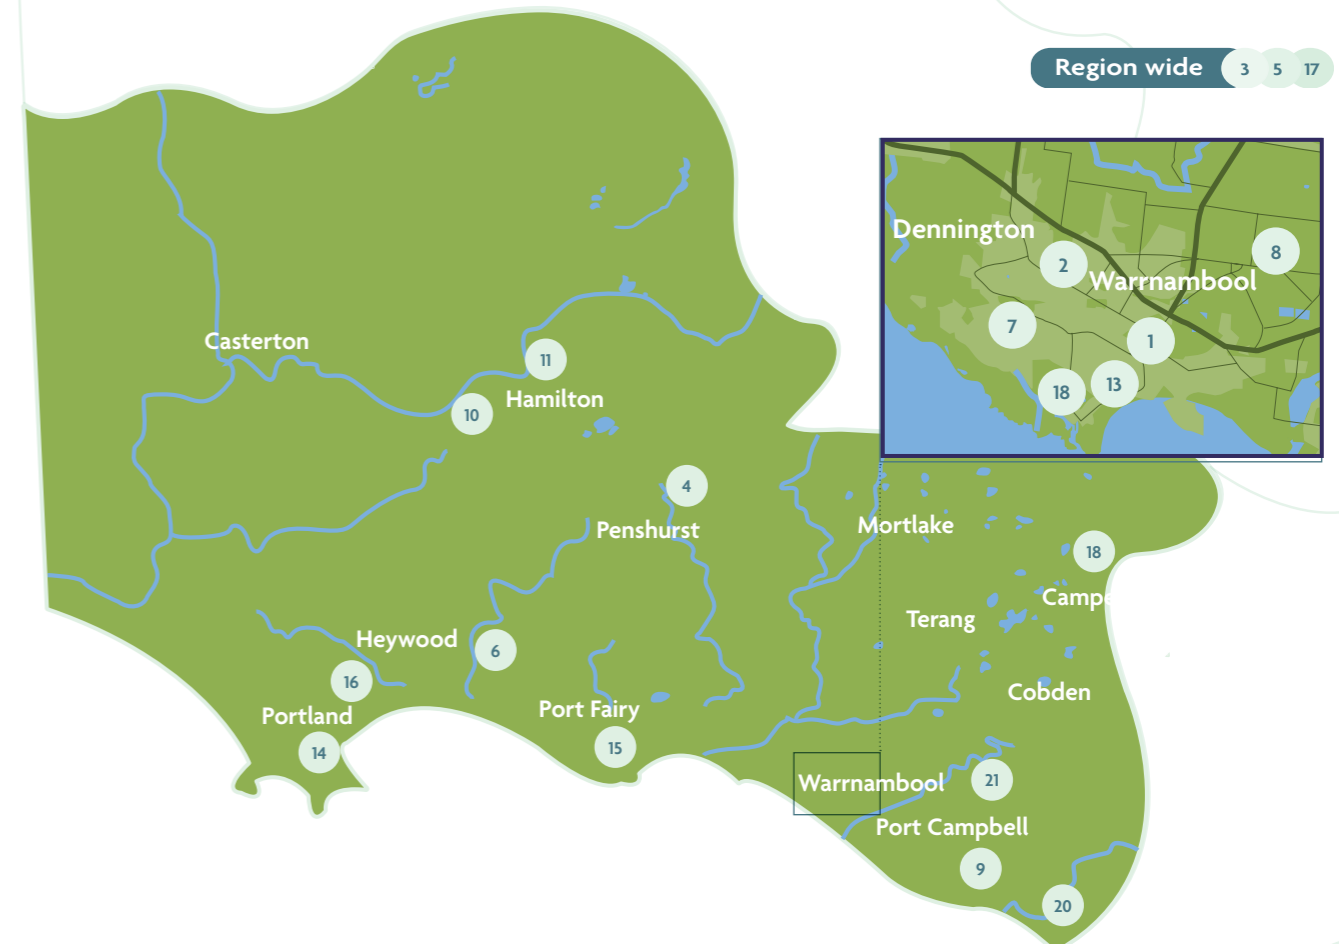 Region wide 3 5 17
Dennington
2
8
Warrnambool
7
1
18
13
Casterton
11
Hamilton
10
4
Penshurst
Mortlake
18
Campe
Terang
Heywood
6
16
Cobden
Port Fairy
Portland
15
14
Warrnambool
21
Port Campbell
9
20